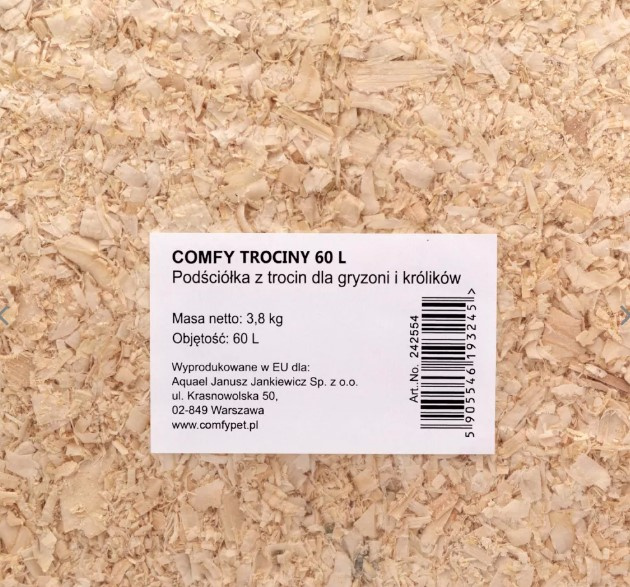 COMFY TROCINY 60 L
Podściółka z trocin dla gryzoni i królików
Masa netto: 3,8 kg
Objętość: 60 L
Wyprodukowane w EU dla:
Aquael Janusz Jankiewicz Sp. z o.o.
ul. Krasnowolska 50,
02-849 Warszawa
www.comfypet.pl
Art.No. 242554
5 905546 193245 >